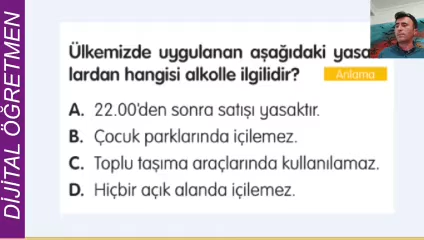 DİJİTAL ÖĞRETMEN
Ülkemizde uygulanan aşağıdaki yasa
lardan hangisi alkolle ilgilidir?
Anlama
A. 22.00'den sonra satışı yasaktır.
B. Çocuk parklarında içilemez.
C. Toplu taşıma araçlarında kullanılamaz.
D. Hiçbir açık alanda içilemez.